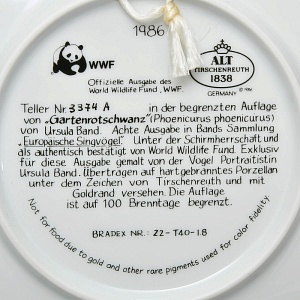 1986
WWF
ALT
TIRSCHENREUTH
1838
GERMANY © 1986
Offizielle Ausgabe des
World Wildlife Fund, WWF.
Teller Nr. 3374 A in der begrenzten Auflage
von „Gartenrotschwanz" (Phoenicurus phoenicurus)
von Ursula Band. Achte Ausgabe in Bands Sammlung
„Europäische Singvögel". Unter der Schirmherrschaft und
als authentisch bestätigt von World Wildlife Fund. Exklusiv
für diese Ausgabe gemalt von der Vogel Portraitistin
Ursula Band. Übertragen auf hartgebranntes Porzellan
unter dem Zeichen von Tirschenreuth und mit
Goldrand versehen. Die Auflage
ist auf 100 Brenntage begrenzt.
BRADEX NR.: 22-T40-1.8
Not for food due to gold and other rare pigments used for color fidelity.